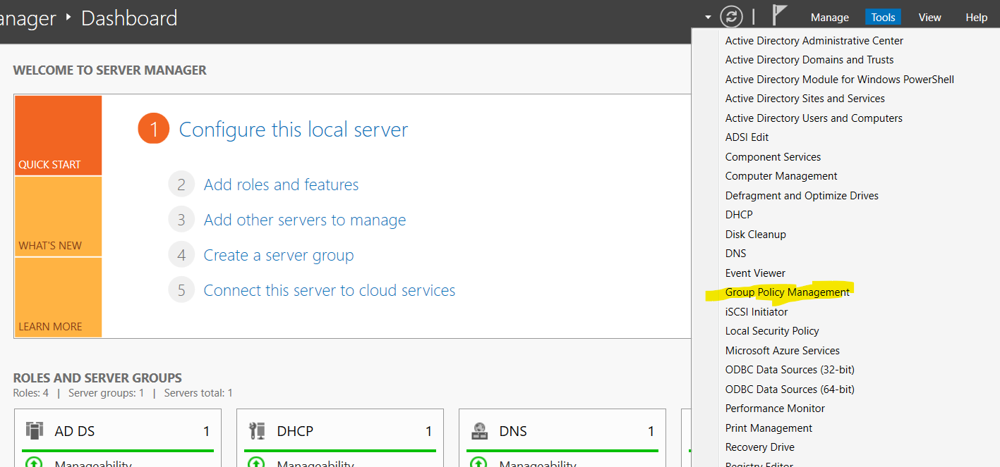 anager ‣ Dashboard
Manage Tools View Help
WELCOME TO SERVER MANAGER
QUICK START
WHAT'S NEW
LEARN MORE
1 Configure this local server
2 Add roles and features
3 Add other servers to manage
4 Create a server group
5 Connect this server to cloud services
ROLES AND SERVER GROUPS
Roles: 4 | Server groups: 1 | Servers total: 1
AD DS 1
Manageability
DHCP 1
Manageability
DNS 1
Manageability
Active Directory Administrative Center
Active Directory Domains and Trusts
Active Directory Module for Windows PowerShell
Active Directory Sites and Services
Active Directory Users and Computers
ADSI Edit
Component Services
Computer Management
Defragment and Optimize Drives
DHCP
Disk Cleanup
DNS
Event Viewer
Group Policy Management
iSCSI Initiator
Local Security Policy
Microsoft Azure Services
ODBC Data Sources (32-bit)
ODBC Data Sources (64-bit)
Performance Monitor
Print Management
Recovery Drive
Registry Editor